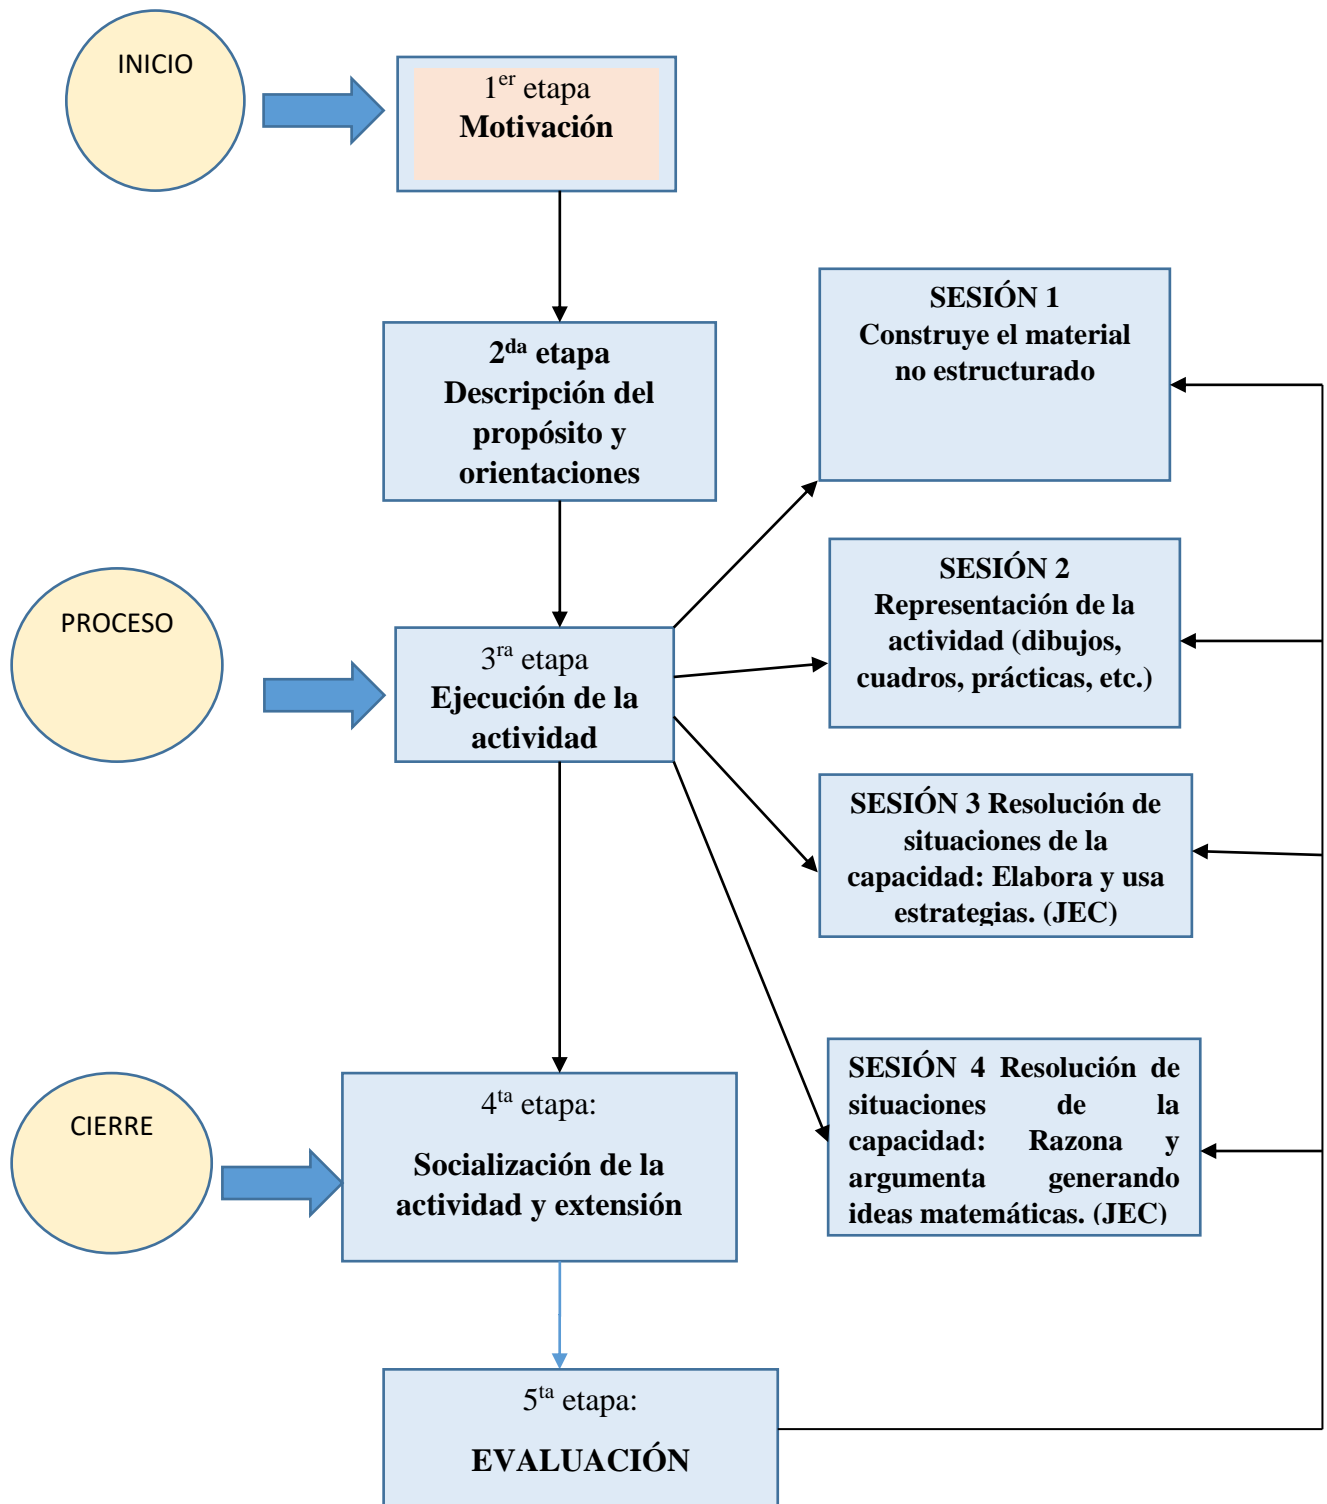 INICIO
1er etapa
Motivación
SESIÓN 1
Construye el material
no estructurado
2da etapa
Descripción del
propósito y
orientaciones
SESIÓN 2
Representación de la
actividad (dibujos,
cuadros, prácticas, etc.)
PROCESO
3ra etapa
Ejecución de la
actividad
SESIÓN 3 Resolución de
situaciones de la
capacidad: Elabora y usa
estrategias. (JEC)
SESIÓN 4 Resolución de
situaciones de la
capacidad: Razona y
argumenta generando
ideas matemáticas. (JEC)
CIERRE
4ta etapa:
Socialización de la
actividad y extensión
5ta etapa:
EVALUACIÓN